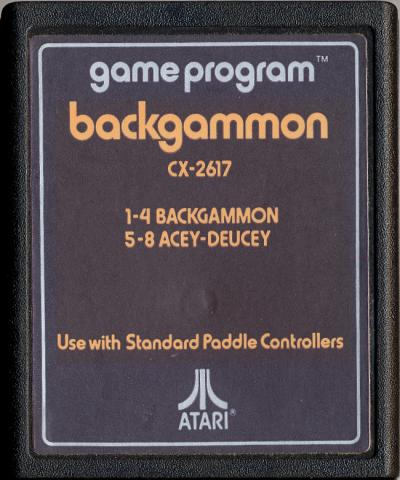 game program™
backgammon
CX-2617
1-4 BACKGAMMON
5-8 ACEY-DEUCEY
Use with Standard Paddle Controllers
ATARI®